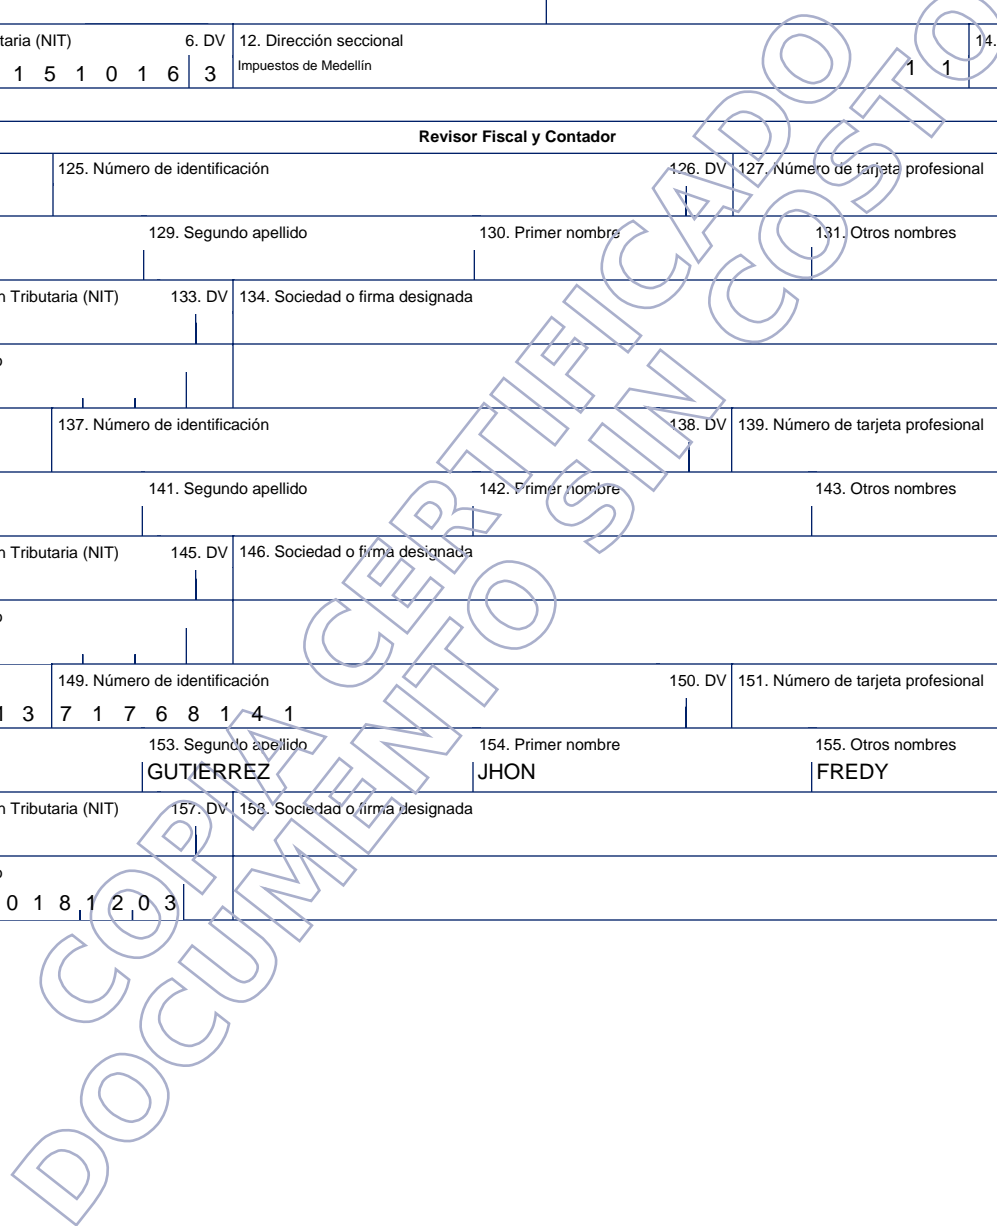 taria (NIT) 6. DV 12. Dirección seccional 14.
1 5 1 0 1 6 3 Impuestos de Medellín 1 1
Revisor Fiscal y Contador
125. Número de identificación 126. DV 127. Número de tarjeta profesional
129. Segundo apellido 130. Primer nombre 131. Otros nombres
n Tributaria (NIT) 133. DV 134. Sociedad o firma designada
o
137. Número de identificación 138. DV 139. Número de tarjeta profesional
141. Segundo apellido 142. Primer nombre 143. Otros nombres
n Tributaria (NIT) 145. DV 146. Sociedad o firma designada
o
149. Número de identificación 150. DV 151. Número de tarjeta profesional
1 3 7 1 7 6 8 1 4 1
153. Segundo apellido 154. Primer nombre 155. Otros nombres
GUTIERREZ JHON FREDY
n Tributaria (NIT) 157. DV 158. Sociedad o firma designada
o
0 1 8 1 2 0 3
COPIA CERTIFICADO
DOCUMENTO SIN COSTO